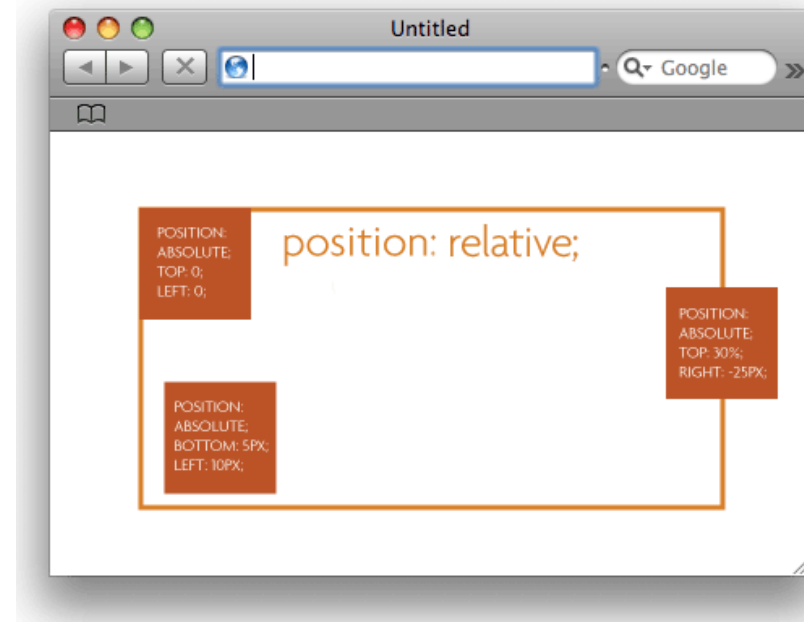 Untitled
Google
position: relative;
POSITION:
ABSOLUTE;
TOP: 0;
LEFT: 0;
POSITION:
ABSOLUTE;
TOP: 30%;
RIGHT: -25PX;
POSITION:
ABSOLUTE;
BOTTOM: 5PX;
LEFT: 10PX;